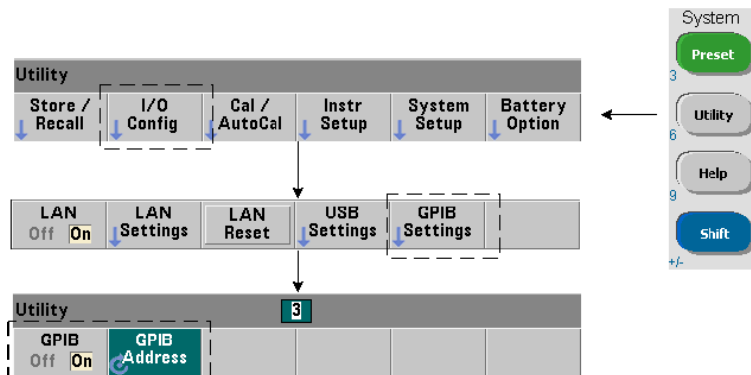 System
Preset
3
Utility
6
Help
9
Shift
+/-
Utility
Store / Recall
I/O Config
Cal / AutoCal
Instr Setup
System Setup
Battery Option
LAN Off On
LAN Settings
LAN Reset
USB Settings
GPIB Settings
Utility
3
GPIB Off On
GPIB Address